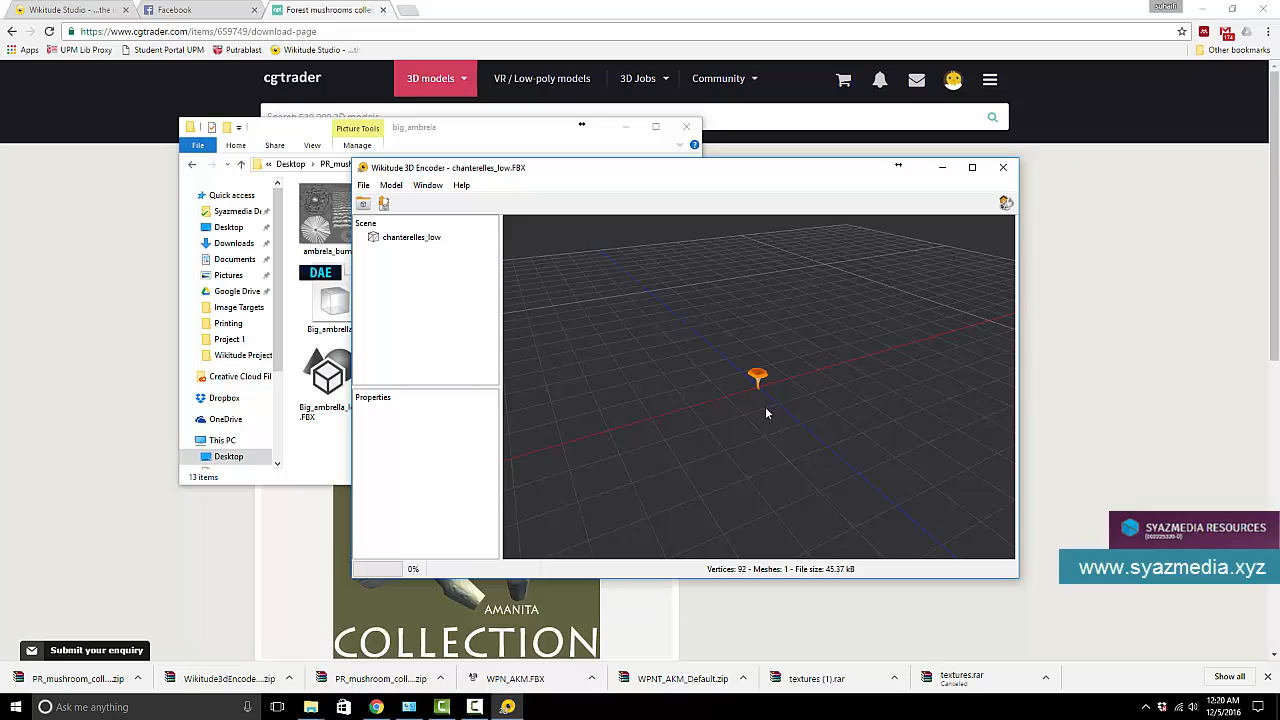 Wikitude Studio - ...the w
Facebook
Forest mushrooms collec
suhaifi
https://www.cgtrader.com/items/659749/download-page
174
Apps
UPM Lib Proxy
Student Portal UPM
Putrablast
Wikitude Studio - ...th
Other bookmarks
cgtrader
3D models
VR / Low-poly models
3D Jobs
Community
Picture Tools
big_ambrela
File
Home
Share
View
Manage
Desktop
Wikitude 3D Encoder - chanterelles_low.FBX
File
Model
Window
Help
Scene
chanterelles_low
Properties
0%
Vertices: 92 - Meshes: 1 - File size: 45.37 kB
Quick access
Syazmedia Dr
Desktop
Downloads
Documents
Pictures
Google Drive
Image Targets
Printing
Project 1
Wikitude Project
Creative Cloud Fil
Dropbox
OneDrive
This PC
Desktop
13 items
ambrela_bum
DAE
Big_ambrella
Big_ambrella_l
.FBX
AMANITA
COLLECTION
SYAZMEDIA RESOURCES
www.syazmedia.xyz
Submit your enquiry
PR_mushroom_coll....zip
Wikitude3dEncode....zip
PR_mushroom_coll....zip
WPN_AKM.FBX
WPNT_AKM_Default.zip
textures (1).rar
textures.rar
Canceled
Show all
Ask me anything
12:20 AM
12/5/2016